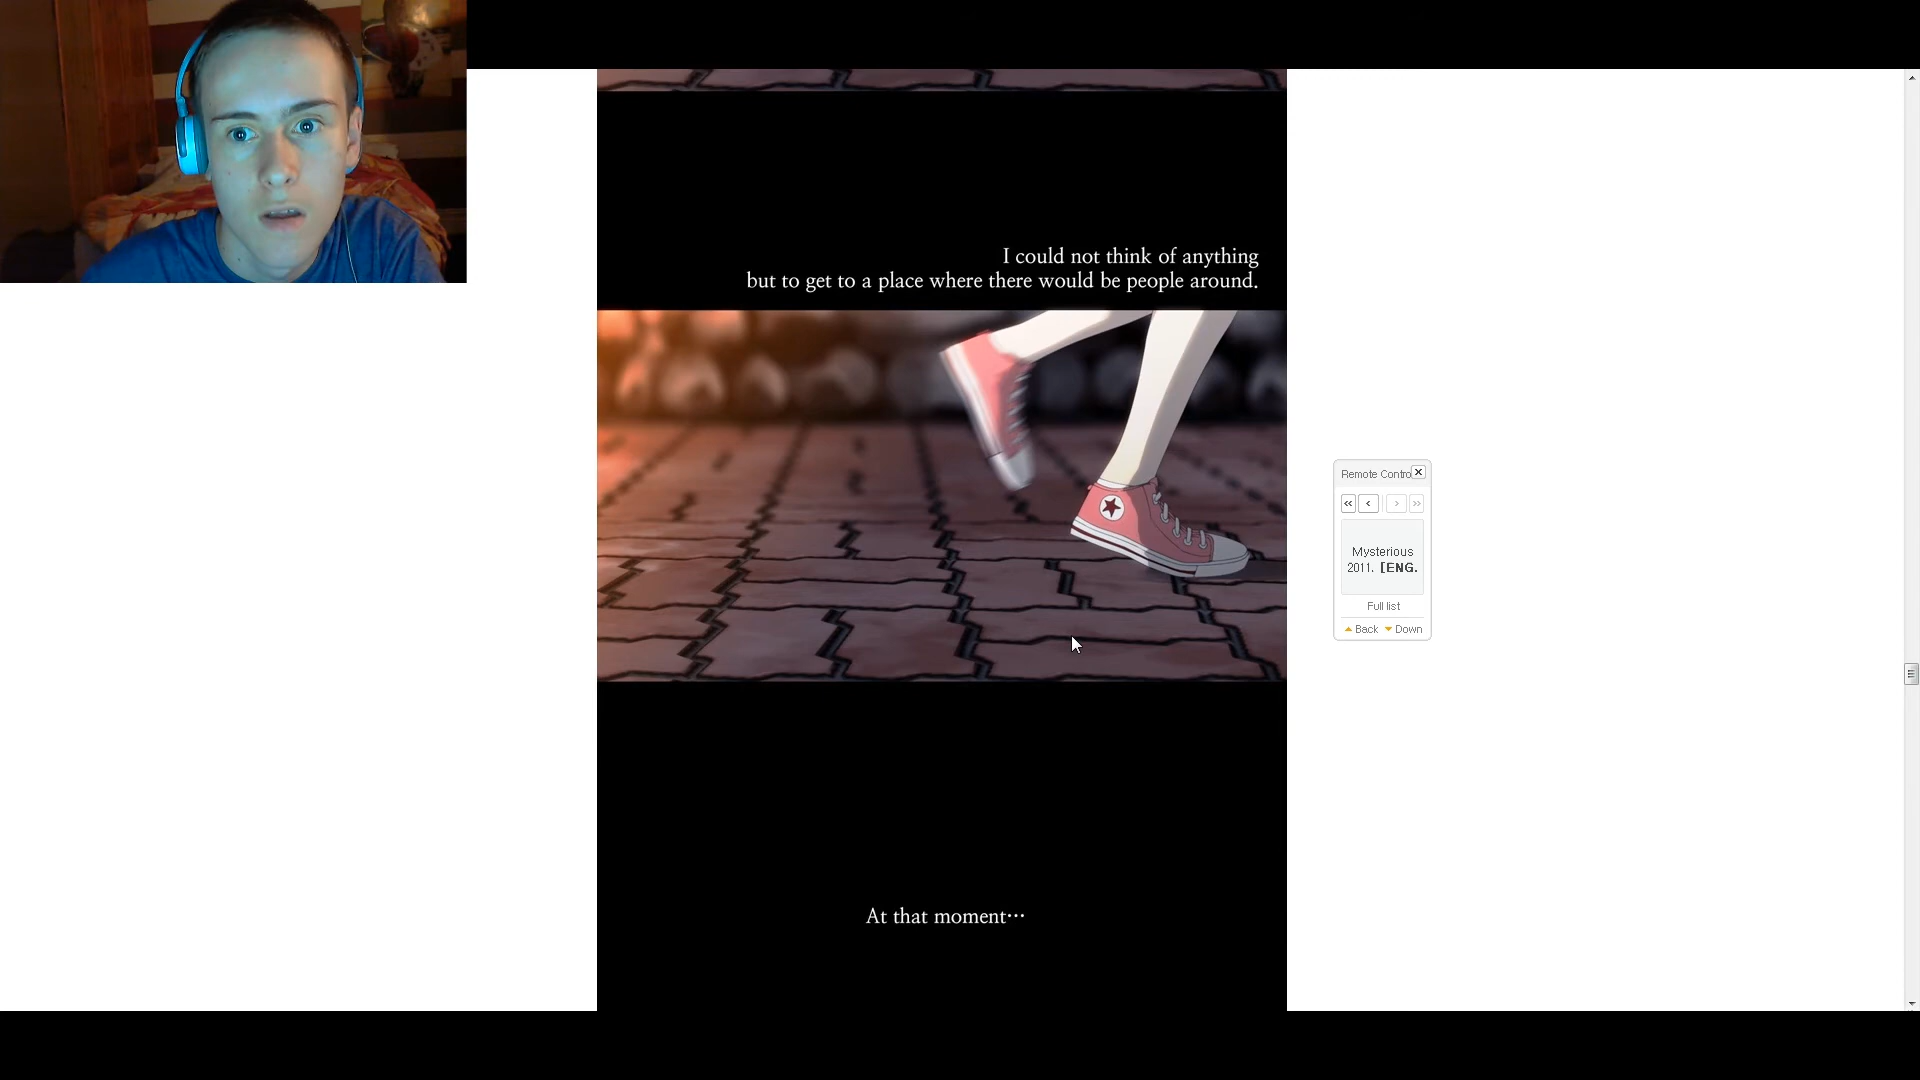 I could not think of anything
but to get to a place where there would be people around.
Remote Contro
Mysterious
2011. [ENG.
Full list
Back Down
At that moment…